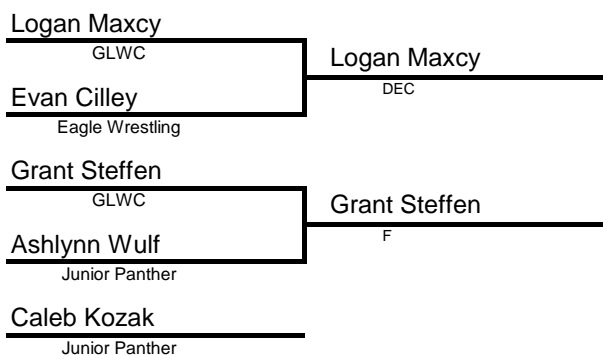 Logan Maxcy
GLWC
Evan Cilley
Eagle Wrestling
Logan Maxcy
DEC
Grant Steffen
GLWC
Ashlynn Wulf
Junior Panther
Grant Steffen
F
Caleb Kozak
Junior Panther